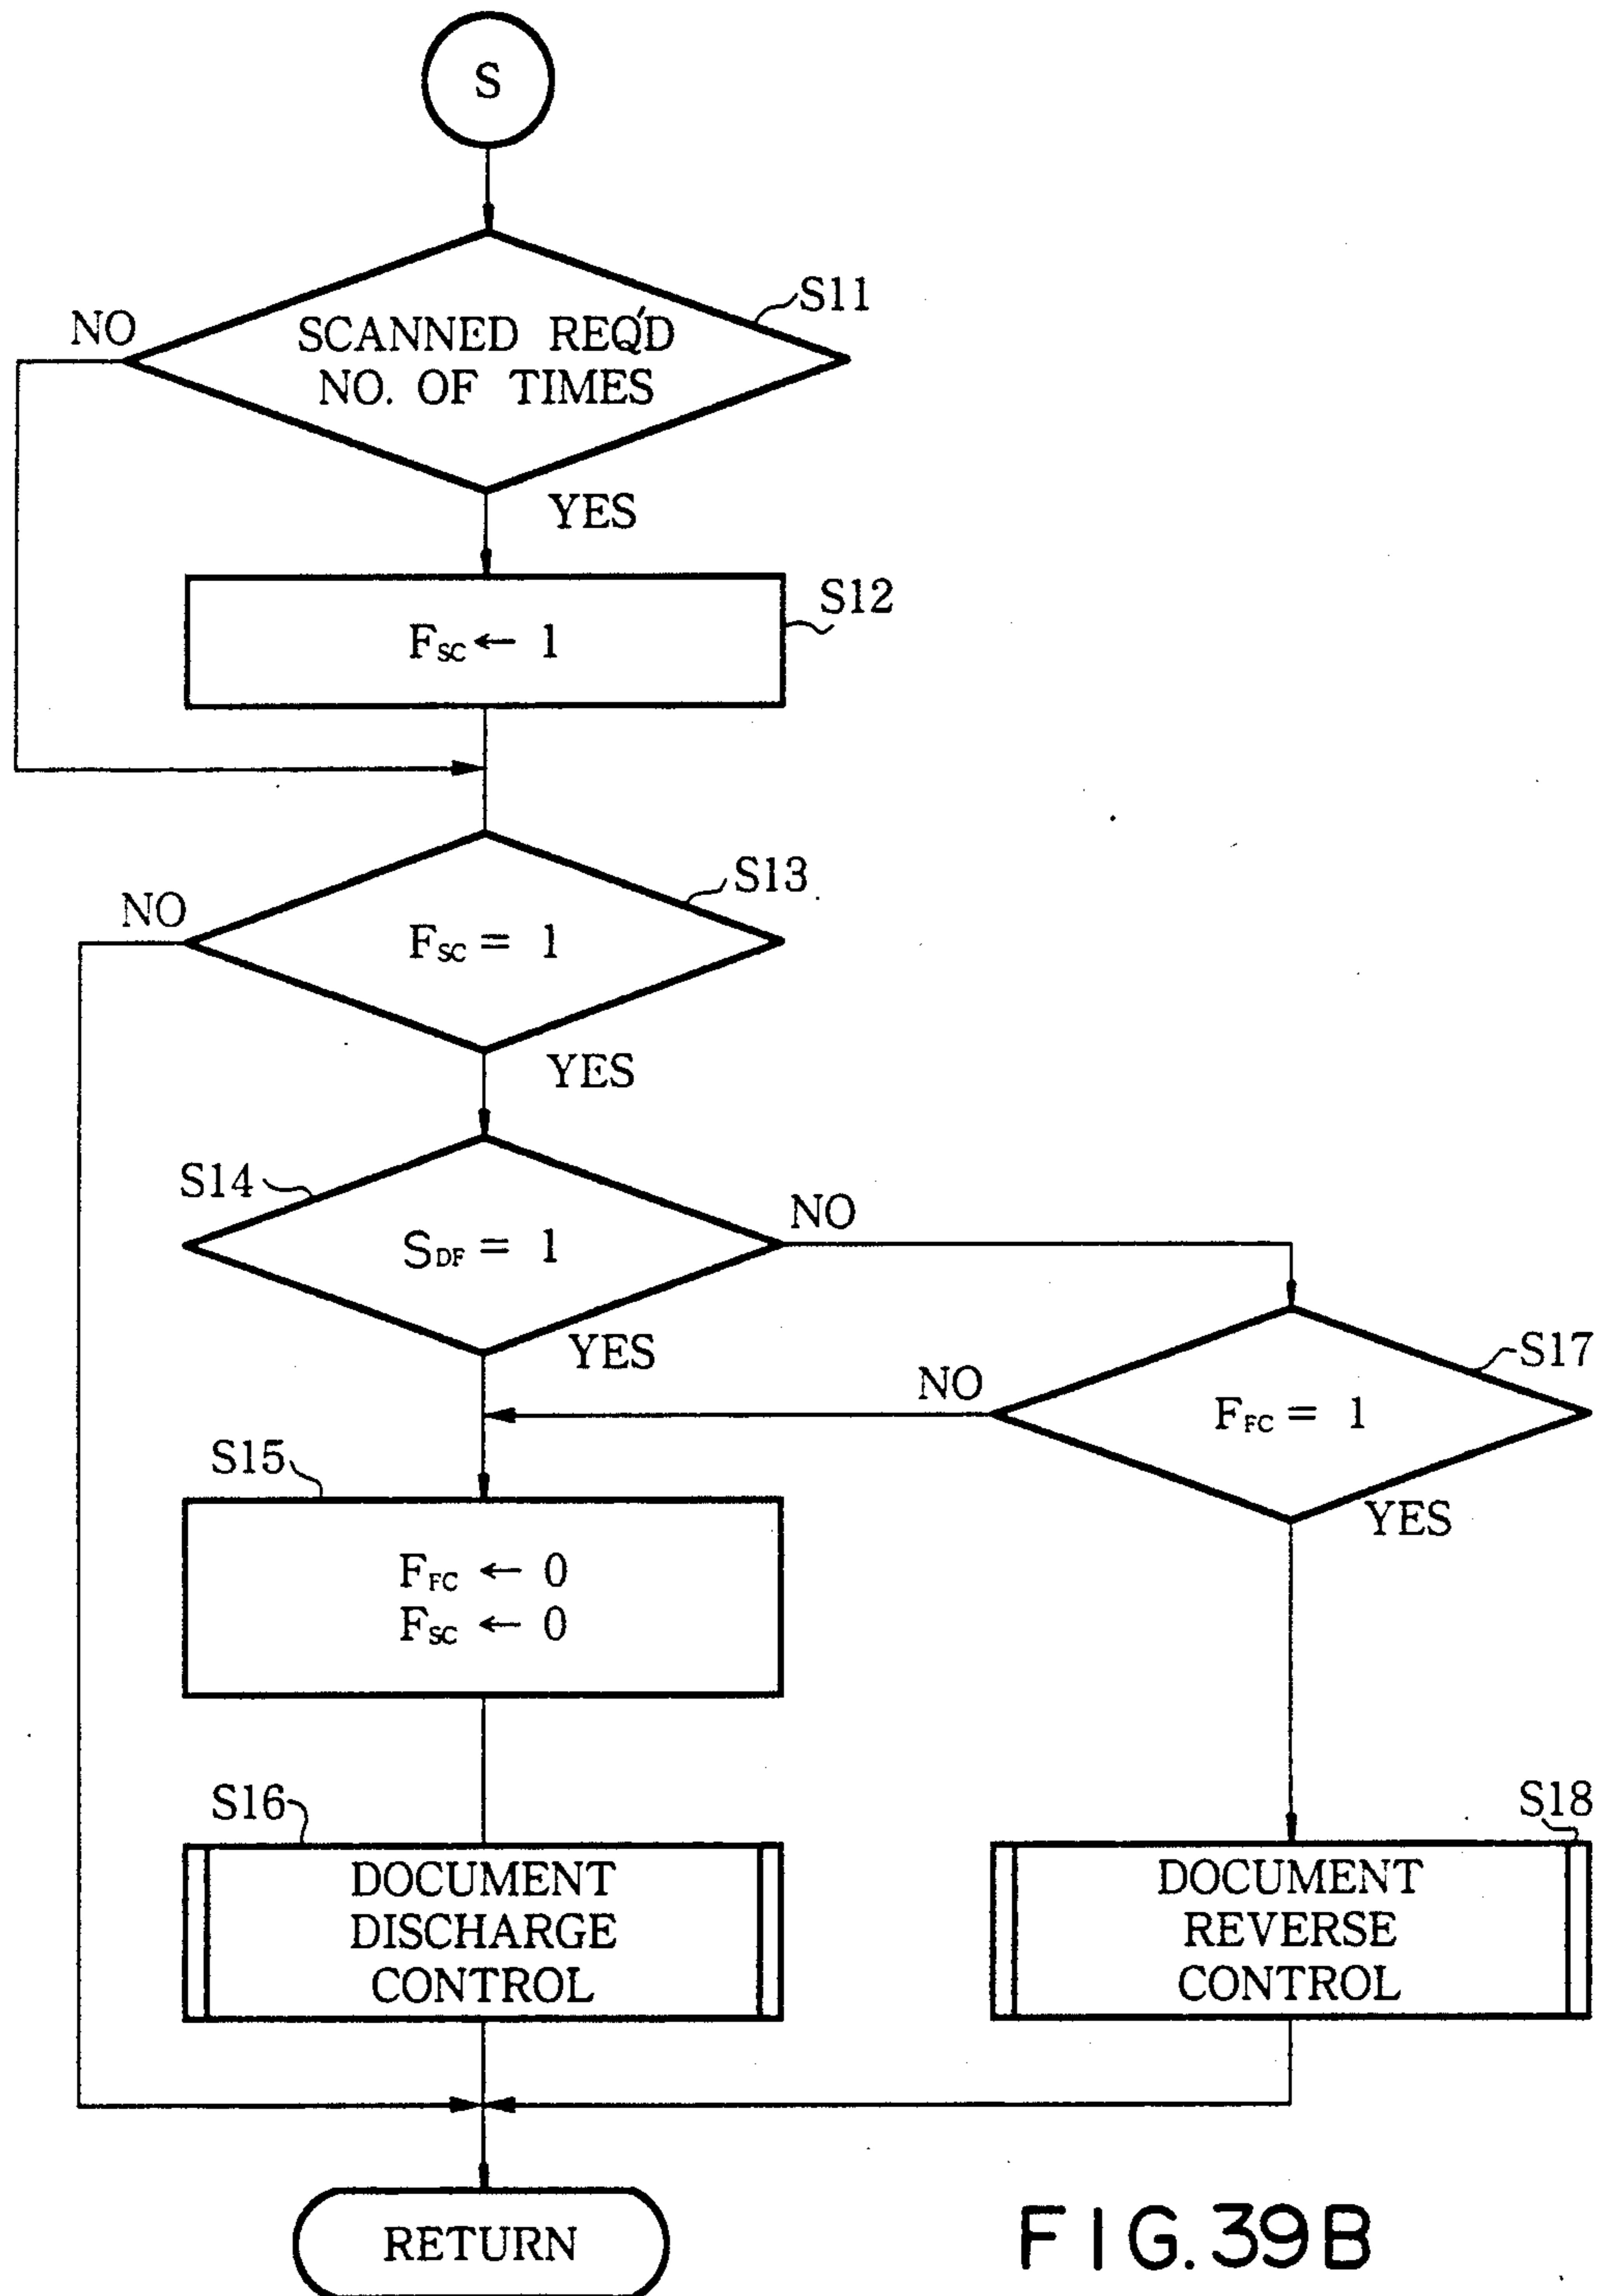 S
S11
NO
SCANNED REQ'D
NO. OF TIMES
YES
S12
FSC ← 1
S13
NO
FSC = 1
YES
S14
NO
SDF = 1
YES
S17
NO
FFC = 1
S15
YES
FFC ← 0
FSC ← 0
S16
S18
DOCUMENT
DISCHARGE
CONTROL
DOCUMENT
REVERSE
CONTROL
RETURN
FIG.39B